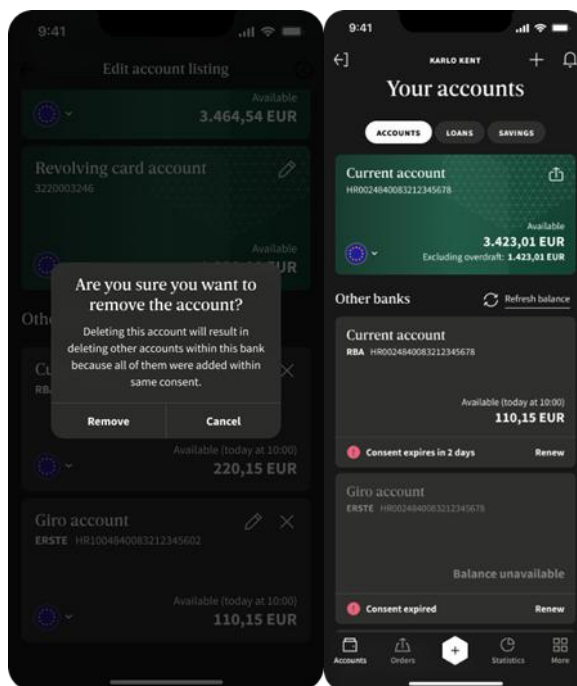 9:41
Edit account listing
Available
3.464,54 EUR
Revolving card account
3220003246
Available
EUR
Are you sure you want to
remove the account?
Deleting this account will result in
deleting other accounts within this bank
because all of them were added within
same consent.
Remove Cancel
Available (today at 10:00)
220,15 EUR
Giro account
ERSTE HR1004840083212345602
Available (today at 10:00)
110,15 EUR
9:41
KARLO KENT
Your accounts
ACCOUNTS LOANS SAVINGS
Current account
HR0024840083212345678
Available
3.423,01 EUR
Excluding overdraft: 1.423,01 EUR
Other banks Refresh balance
Current account
RBA HR0024840083212345678
Available (today at 10:00)
110,15 EUR
Consent expires in 2 days Renew
Giro account
ERSTE HR0024840083212345678
Balance unavailable
Consent expired Renew
Accounts Orders Statistics More